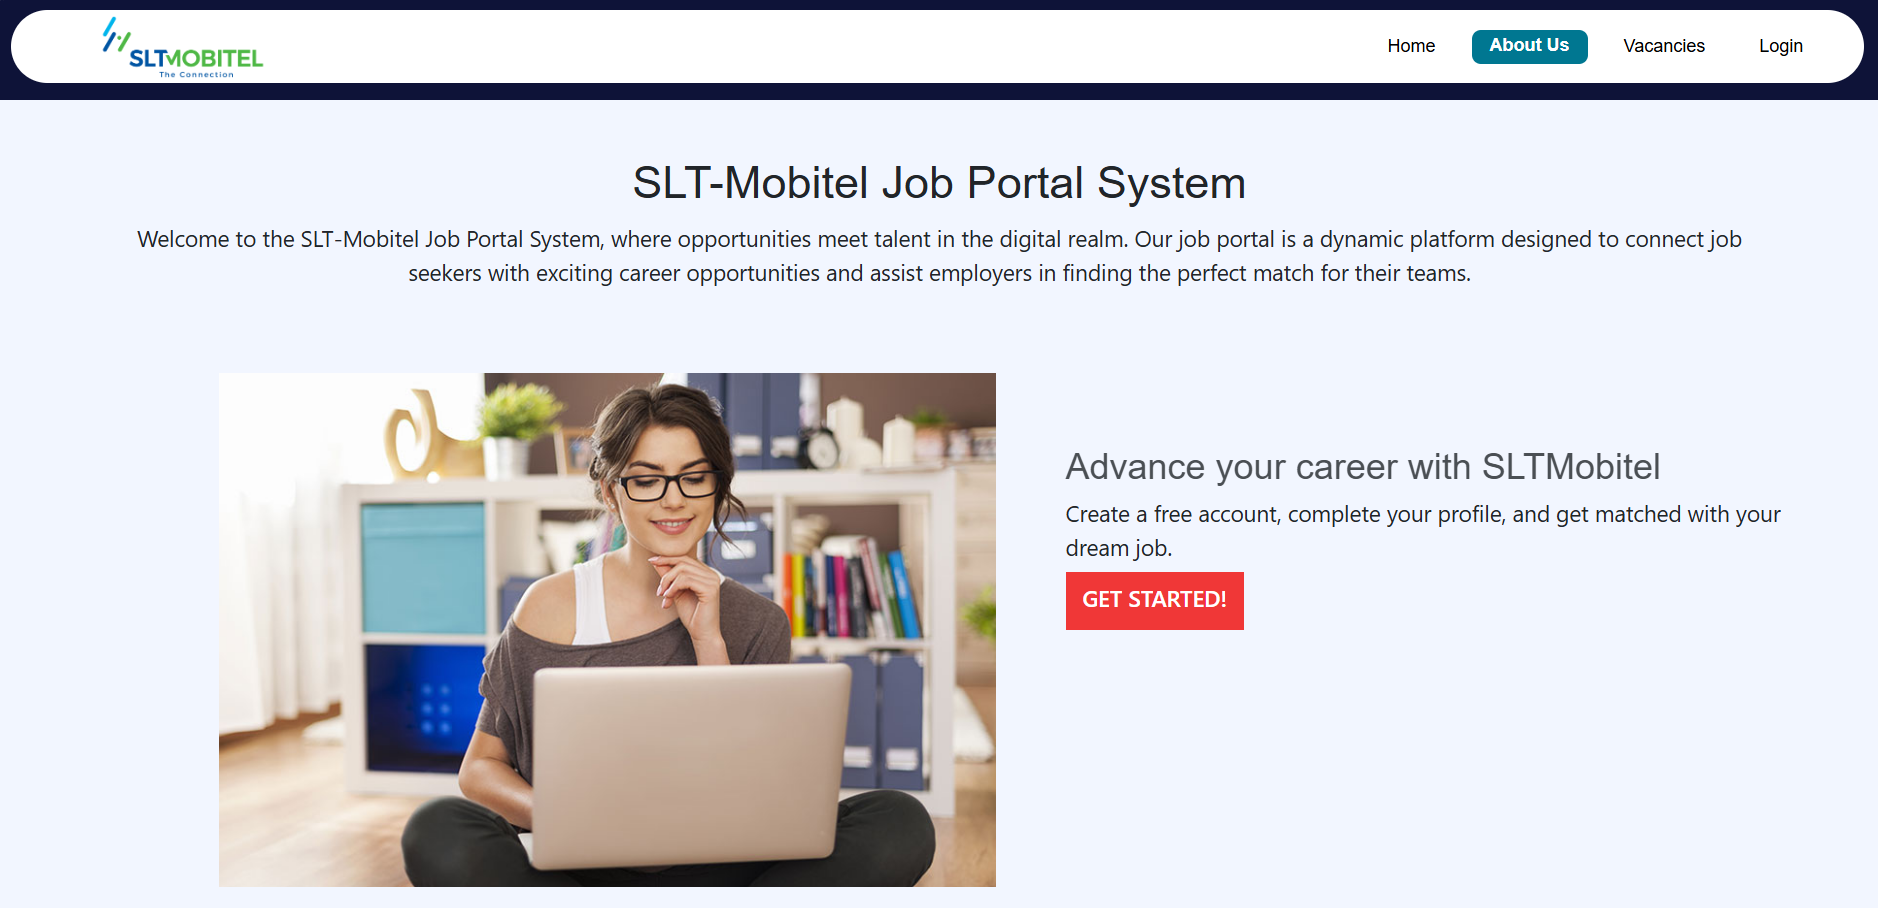 SLTMOBITEL
The Connection
Home
About Us
Vacancies
Login
SLT-Mobitel Job Portal System
Welcome to the SLT-Mobitel Job Portal System, where opportunities meet talent in the digital realm. Our job portal is a dynamic platform designed to connect job
seekers with exciting career opportunities and assist employers in finding the perfect match for their teams.
Advance your career with SLTMobitel
Create a free account, complete your profile, and get matched with your
dream job.
GET STARTED!